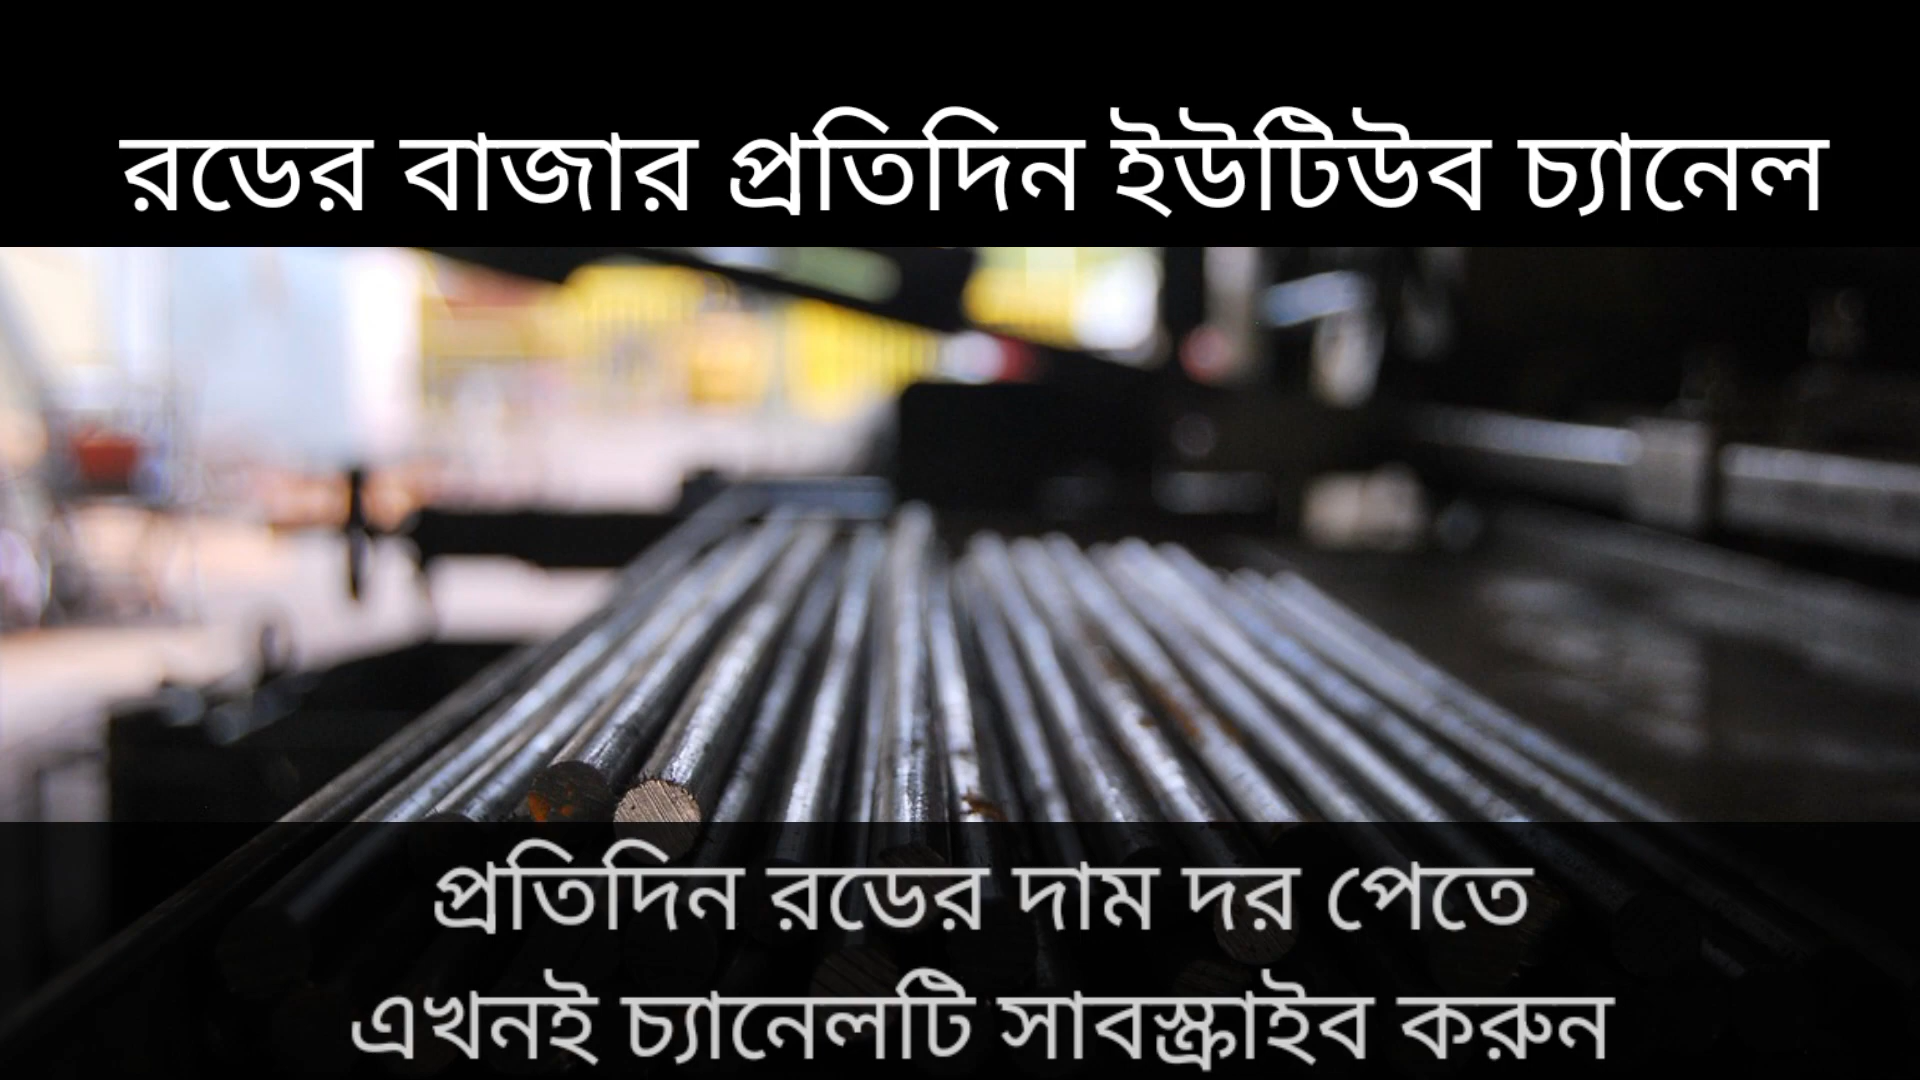 রডের বাজার প্রতিদিন ইউটিউব চ্যানেল
প্রতিদিন রডের দাম দর পেতে
এখনই চ্যানেলটি সাবস্ক্রাইব করুন